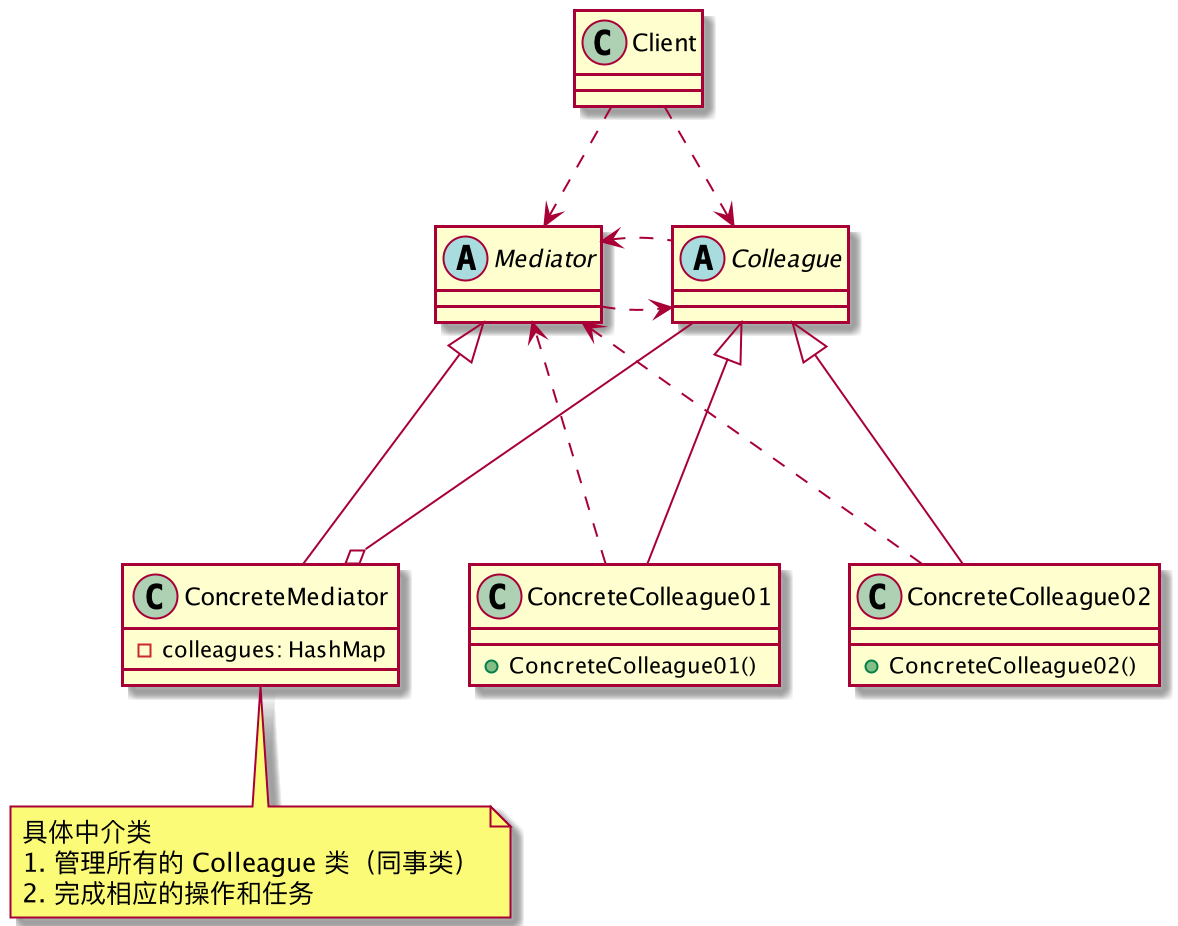 C Client
A Mediator
A Colleague
C ConcreteMediator
colleagues: HashMap
C ConcreteColleague01
ConcreteColleague01()
C ConcreteColleague02
ConcreteColleague02()
具体中介类
1. 管理所有的 Colleague 类（同事类）
2. 完成相应的操作和任务